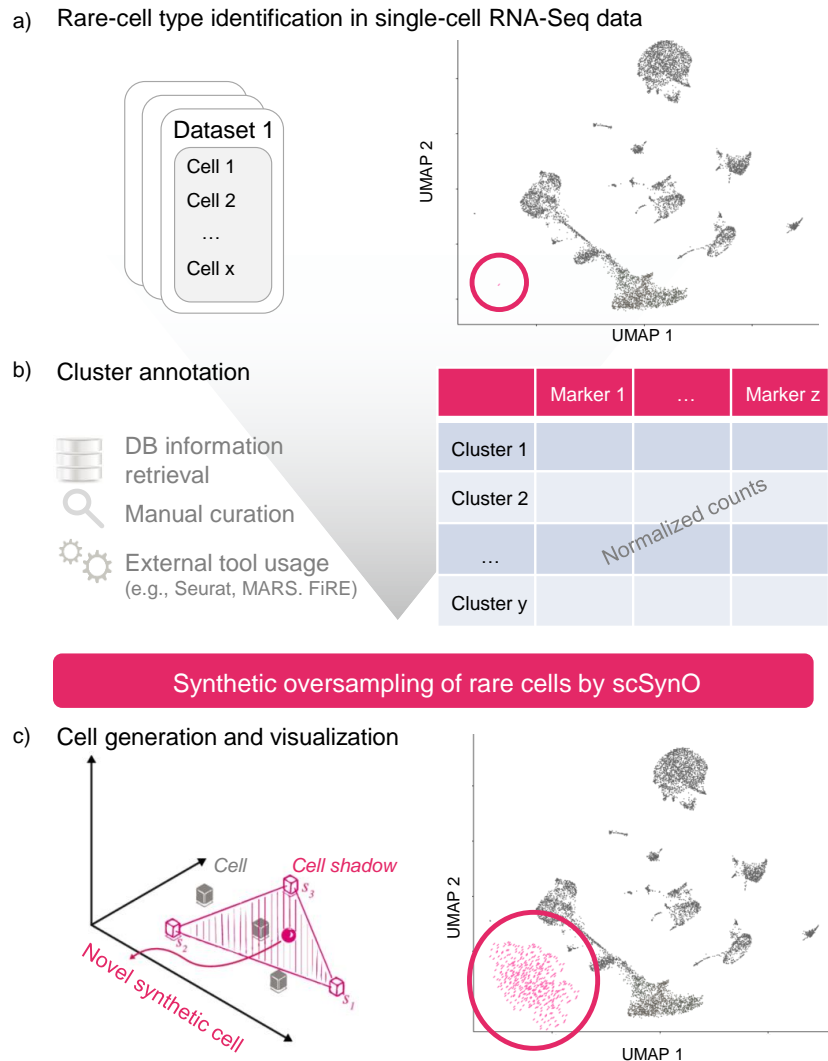 a) Rare-cell type identification in single-cell RNA-Seq data
Dataset 1
Cell 1
Cell 2
…
Cell x
UMAP 2
UMAP 1
b) Cluster annotation
DB information
retrieval
Manual curation
External tool usage
(e.g., Seurat, MARS. FiRE)
Marker 1 … Marker z
Cluster 1
Cluster 2
…
Cluster y
Normalized counts
Synthetic oversampling of rare cells by scSynO
c) Cell generation and visualization
Cell
Cell shadow
S3
S2
S1
Novel synthetic cell
UMAP 2
UMAP 1